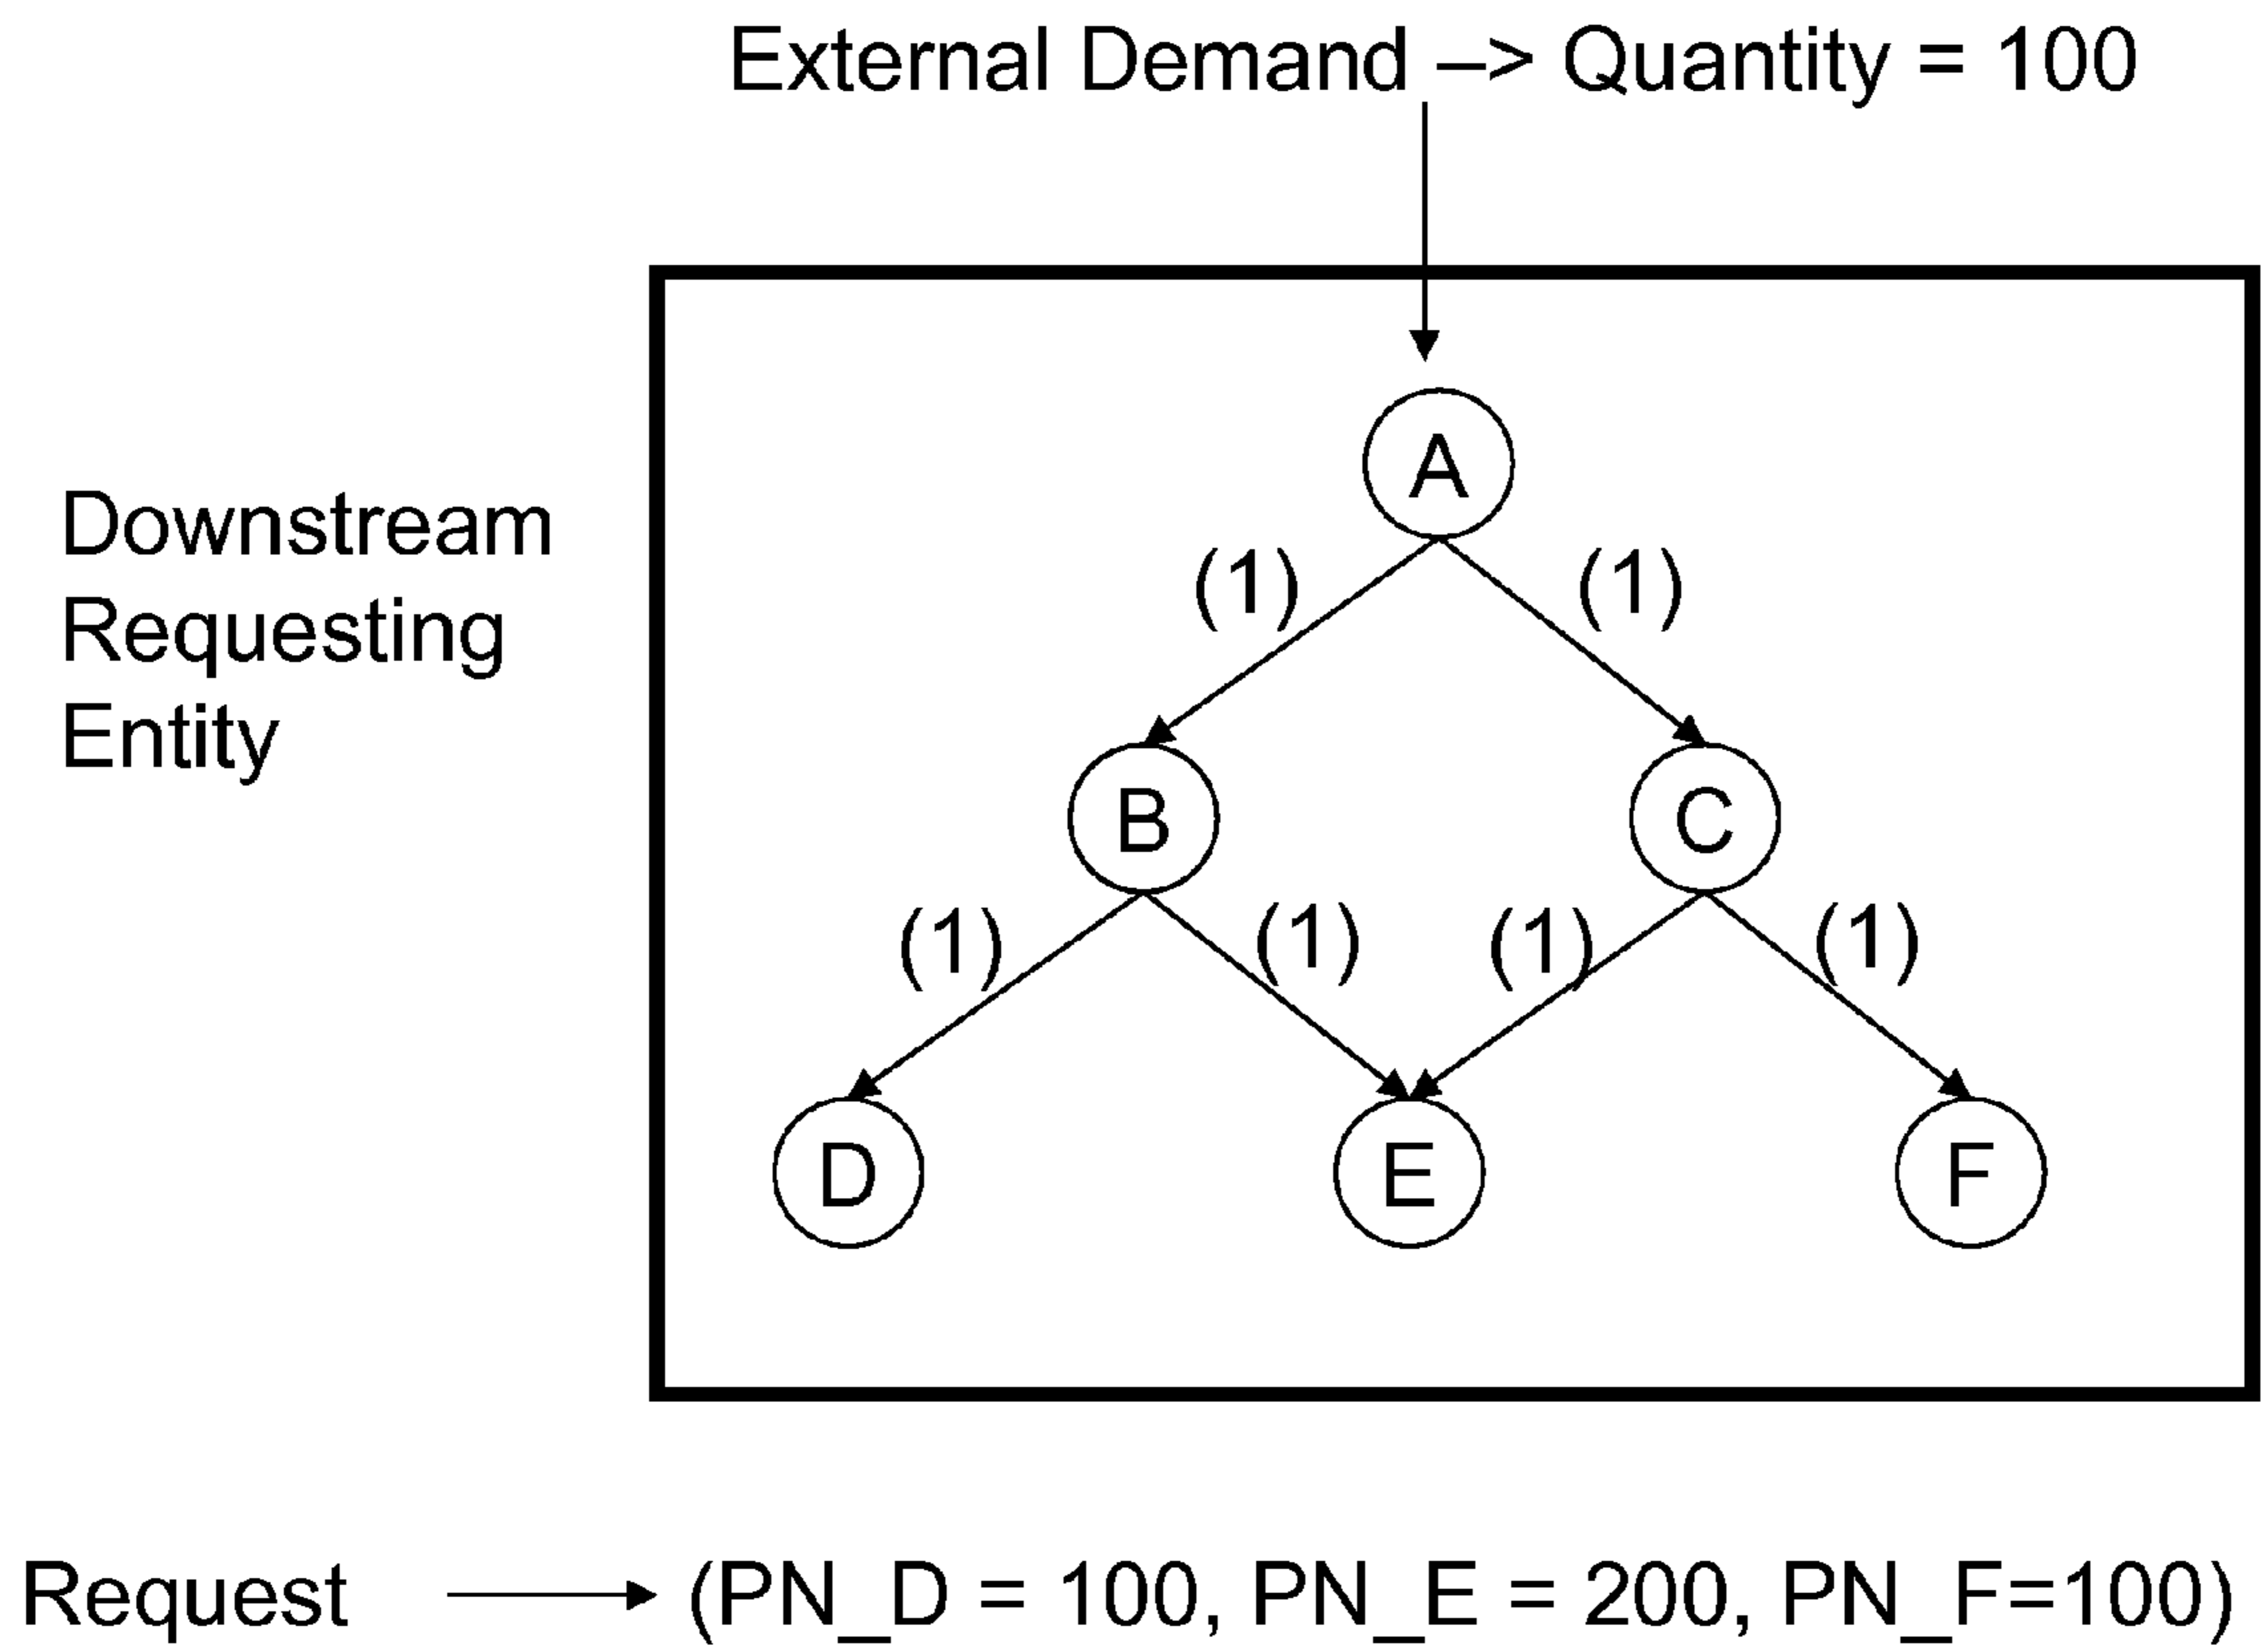 External Demand –> Quantity = 100
A
(1) (1)
Downstream
Requesting
Entity
B C
(1) (1) (1) (1)
D E F
Request (PN_D = 100, PN_E = 200, PN_F=100)